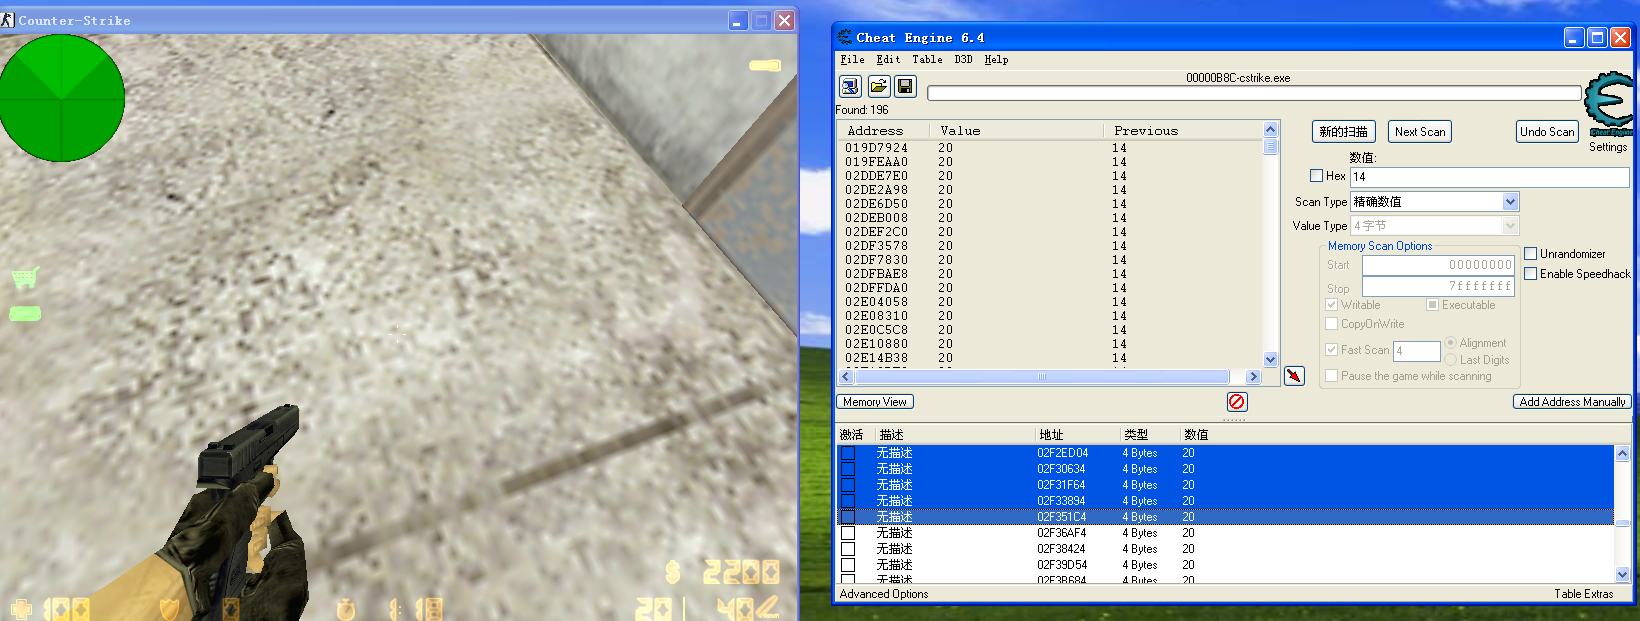 Counter-Strike
$ 2200
100
20 | 40
Cheat Engine 6.4
File Edit Table D3D Help
00000B8C-cstrike.exe
Found: 196
Address Value Previous
019D7924 20 14
019FEAA0 20 14
02DDE7E0 20 14
02DE2A98 20 14
02DE6D50 20 14
02DEB008 20 14
02DEF2C0 20 14
02DF3578 20 14
02DF7830 20 14
02DFBAE8 20 14
02DFFDA0 20 14
02E04058 20 14
02E08310 20 14
02E0C5C8 20 14
02E10880 20 14
02E14B38 20 14
新的扫描 Next Scan Undo Scan
Cheat Engine
Settings
数值:
Hex 14
Scan Type 精确数值
Value Type 4 字节
Memory Scan Options
Start 00000000
Stop 7fffffff
Writable Executable
CopyOnWrite
Fast Scan 4 Alignment
Last Digits
Pause the game while scanning
Unrandomizer
Enable Speedhack
Memory View Add Address Manually
激活 描述 地址 类型 数值
无描述 02F2ED04 4 Bytes 20
无描述 02F30634 4 Bytes 20
无描述 02F31F64 4 Bytes 20
无描述 02F33894 4 Bytes 20
无描述 02F351C4 4 Bytes 20
无描述 02F36AF4 4 Bytes 20
无描述 02F38424 4 Bytes 20
无描述 02F39D54 4 Bytes 20
无描述 02F3B684 4 Bytes 20
Advanced Options Table Extras